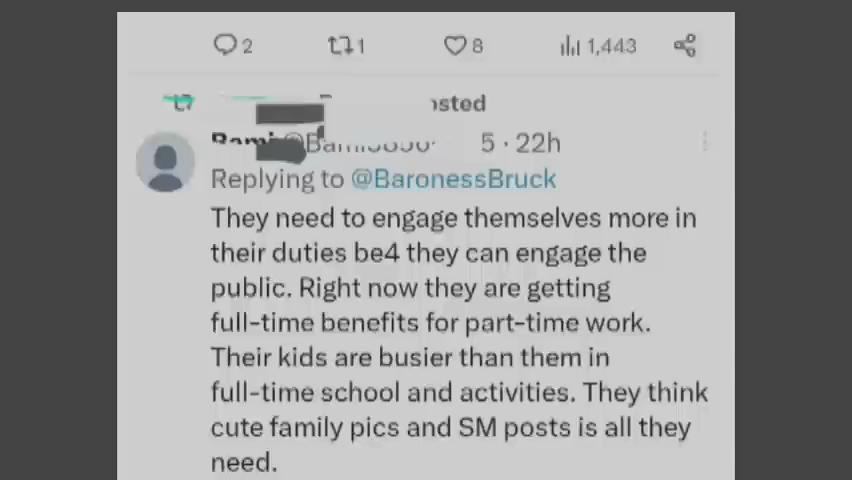 2 1 8 1,443
sted
5 · 22h
Replying to @BaronessBruck
They need to engage themselves more in
their duties be4 they can engage the
public. Right now they are getting
full-time benefits for part-time work.
Their kids are busier than them in
full-time school and activities. They think
cute family pics and SM posts is all they
need.